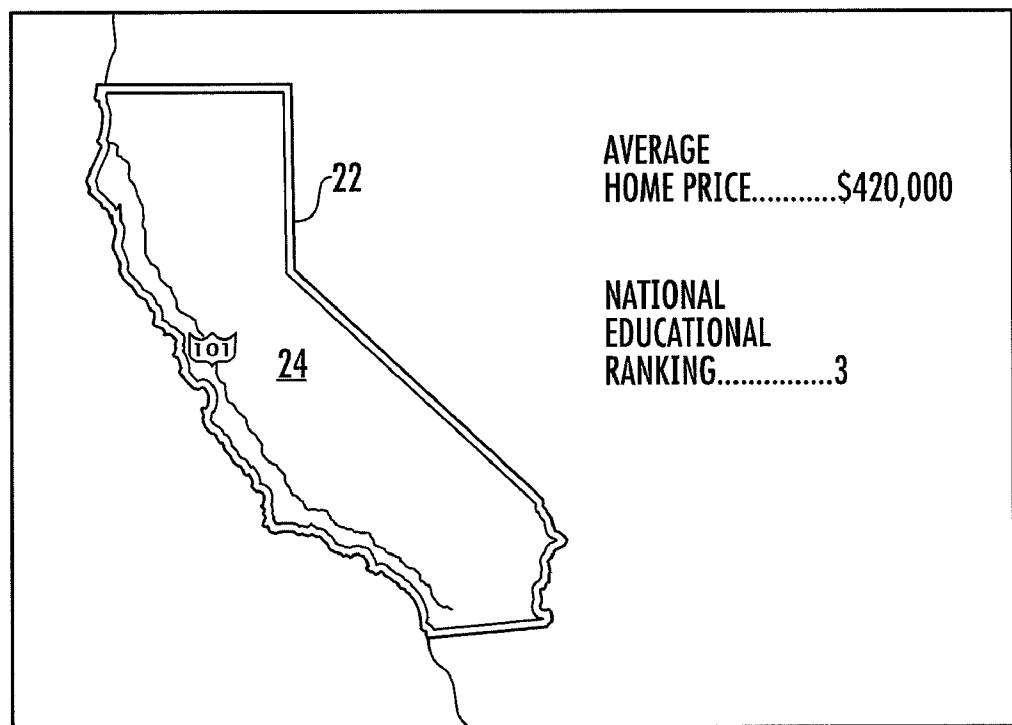 22
AVERAGE
HOME PRICE...........$420,000
NATIONAL
EDUCATIONAL
RANKING...............3
101
24